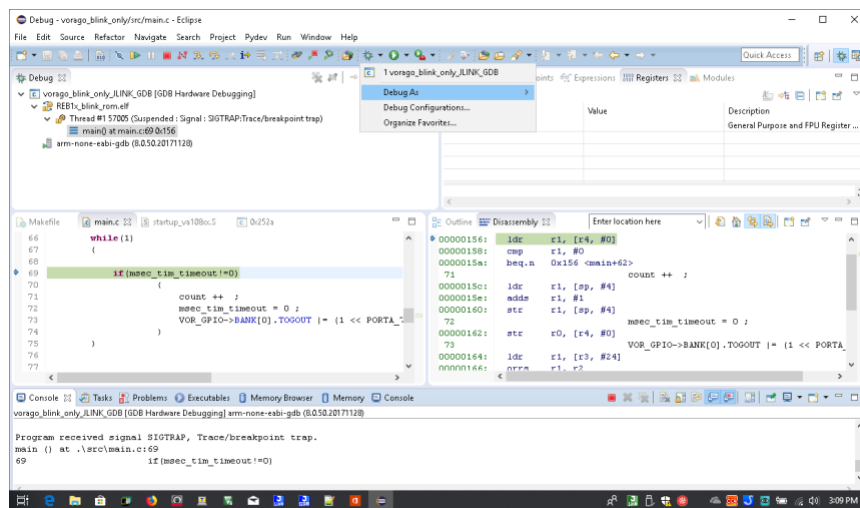 Debug - vorago_blink_only/src/main.c - Eclipse
File Edit Source Refactor Navigate Search Project Pydev Run Window Help
Quick Access
Debug
1 vorago_blink_only_JLINK_GDB
Debug As
Debug Configurations...
Organize Favorites...
oints Expressions Registers Modules
vorago_blink_only_JLINK_GDB [GDB Hardware Debugging]
REB1x_blink_rom.elf
Thread #1 57005 (Suspended : Signal : SIGTRAP:Trace/breakpoint trap)
main() at main.c:69 0x156
arm-none-eabi-gdb (8.0.50.20171128)
Value Description
General Purpose and FPU Register ...
Makefile main.c startup_va108xx.S 0x252a
66 while(1)
67 {
68
69 if(msec_tim_timeout!=0)
70 {
71 count ++ ;
72 msec_tim_timeout = 0 ;
73 VOR_GPIO->BANK[0].TOGOUT |= (1 << PORTA_
74 }
75 }
76
77
Outline Disassembly Enter location here
00000156: ldr r1, [r4, #0]
00000158: cmp r1, #0
0000015a: beq.n 0x156 <main+62>
71 count ++ ;
0000015c: ldr r1, [sp, #4]
0000015e: adds r1, #1
00000160: str r1, [sp, #4]
72 msec_tim_timeout = 0 ;
00000162: str r0, [r4, #0]
73 VOR_GPIO->BANK[0].TOGOUT |= (1 << PORTA_
00000164: ldr r1, [r3, #24]
00000166: orrs r1, r2
Console Tasks Problems Executables Memory Browser Memory Console
vorago_blink_only_JLINK_GDB [GDB Hardware Debugging] arm-none-eabi-gdb (8.0.50.20171128)
Program received signal SIGTRAP, Trace/breakpoint trap.
main () at .\src\main.c:69
69 if(msec_tim_timeout!=0)
3:09 PM